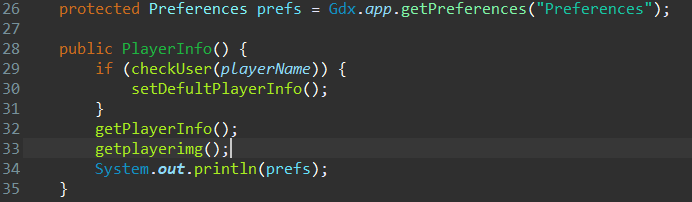 26 protected Preferences prefs = Gdx.app.getPreferences("Preferences");
27
28 public PlayerInfo() {
29 if (checkUser(playerName)) {
30 setDefultPlayerInfo();
31 }
32 getPlayerInfo();
33 getplayerimg();
34 System.out.println(prefs);
35 }